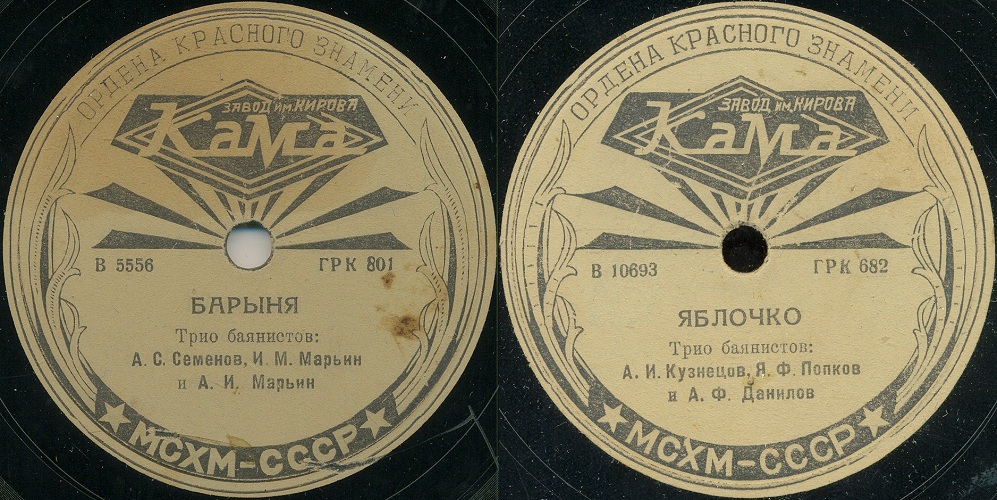 ОРДЕНА КРАСНОГО ЗНАМЕНИ
ЗАВОД им. КИРОВА
КаМа
В 5556
ГРК 801
БАРЫНЯ
Трио баянистов:
А. С. Семенов, И. М. Марьин
и А. И. Марьин
МСХМ-СССР
ОРДЕНА КРАСНОГО ЗНАМЕНИ
ЗАВОД им. КИРОВА
КаМа
В 10693
ГРК 682
ЯБЛОЧКО
Трио баянистов:
А. И. Кузнецов, Я. Ф. Попков
и А. Ф. Данилов
МСХМ-СССР